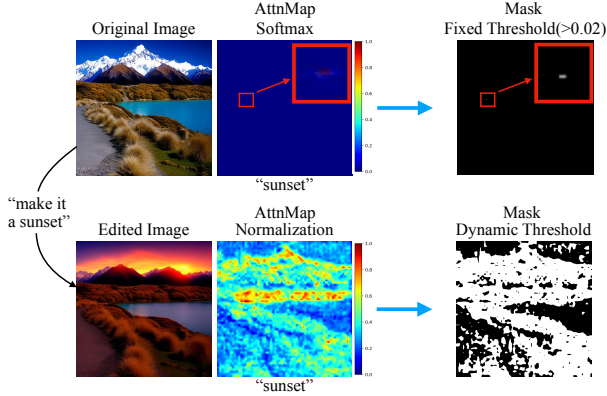 Original Image
AttnMap
Softmax
Mask
Fixed Threshold(>0.02)
1.0
0.8
0.6
0.4
0.2
0.0
"sunset"
"make it
a sunset"
Edited Image
AttnMap
Normalization
Mask
Dynamic Threshold
1.0
0.8
0.6
0.4
0.2
0.0
"sunset"